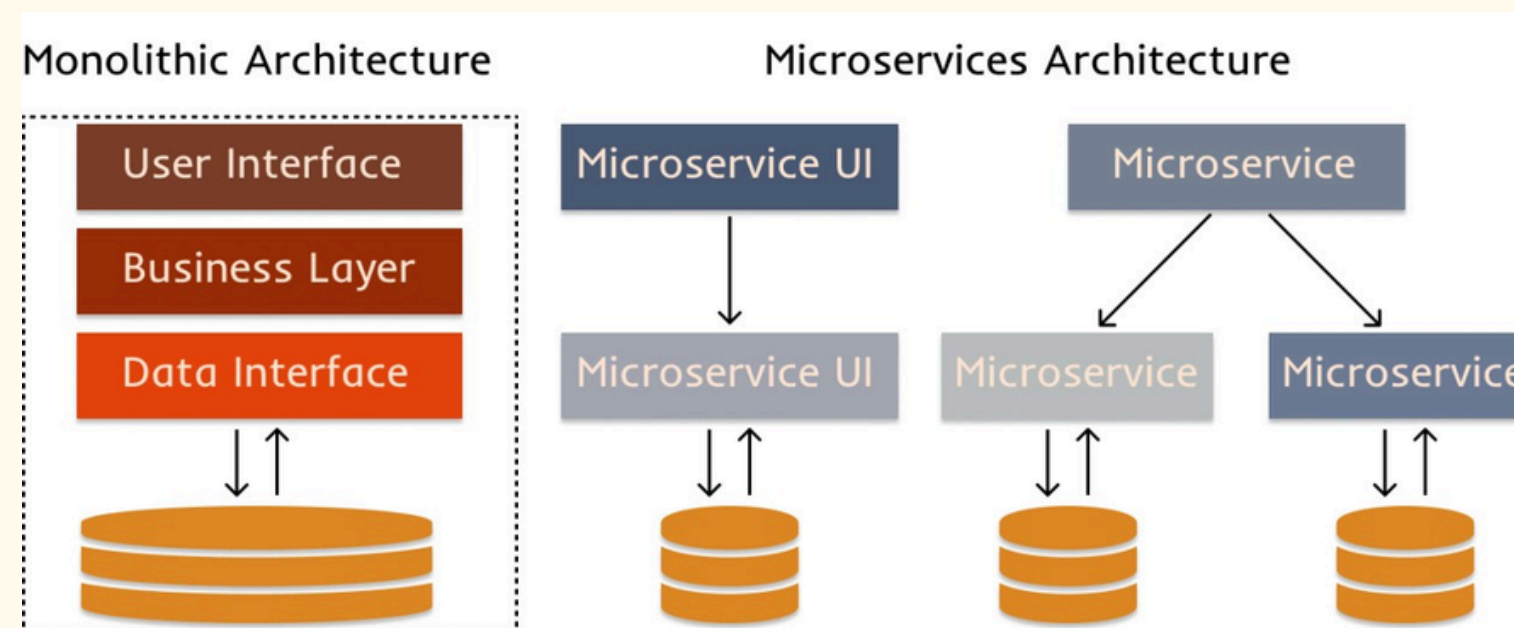 Monolithic Architecture
Microservices Architecture
User Interface
Business Layer
Data Interface
Microservice UI
Microservice
Microservice UI
Microservice
Microservice